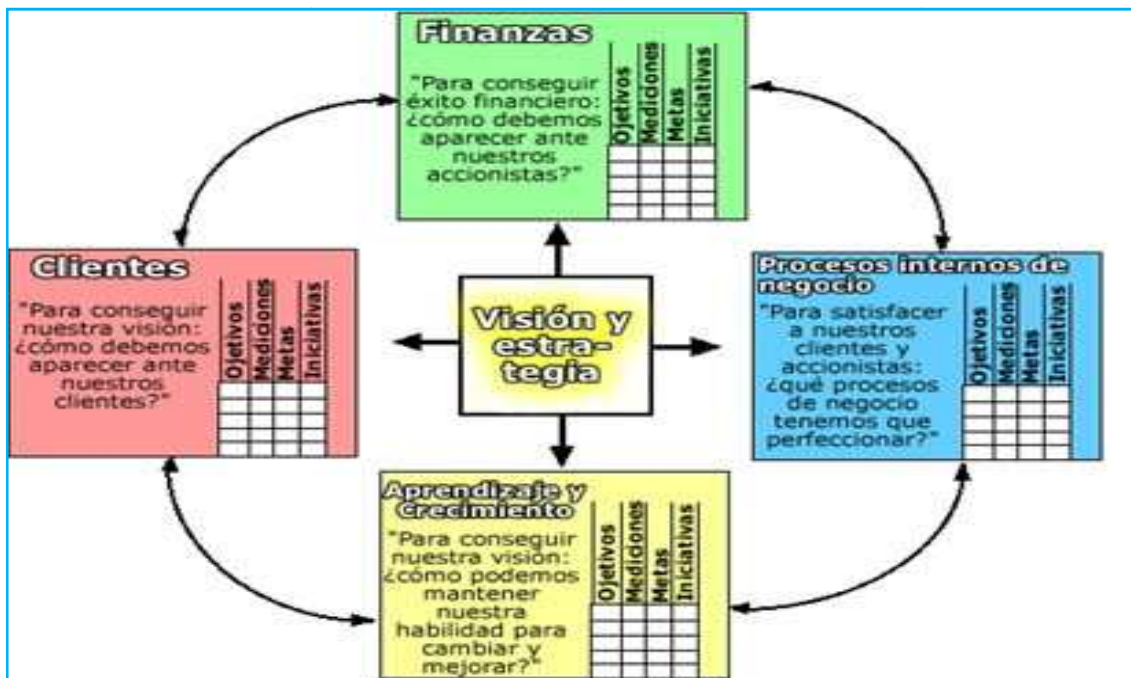 Finanzas
"Para conseguir
éxito financiero:
¿cómo debemos
aparecer ante
nuestros
accionistas?"
Ojetivos
Mediciones
Metas
Iniciativas
Clientes
"Para conseguir
nuestra visión:
¿cómo debemos
aparecer ante
nuestros
clientes?"
Ojetivos
Mediciones
Metas
Iniciativas
Visión y
estra-
tegia
Procesos internos de
negocio
"Para satisfacer
a nuestros
clientes y
accionistas:
¿qué procesos
de negocio
tenemos que
perfeccionar?"
Ojetivos
Mediciones
Metas
Iniciativas
Aprendizaje y
Crecimiento
"Para conseguir
nuestra visión:
¿cómo podemos
mantener
nuestra
habilidad para
cambiar y
mejorar?"
Ojetivos
Mediciones
Metas
Iniciativas